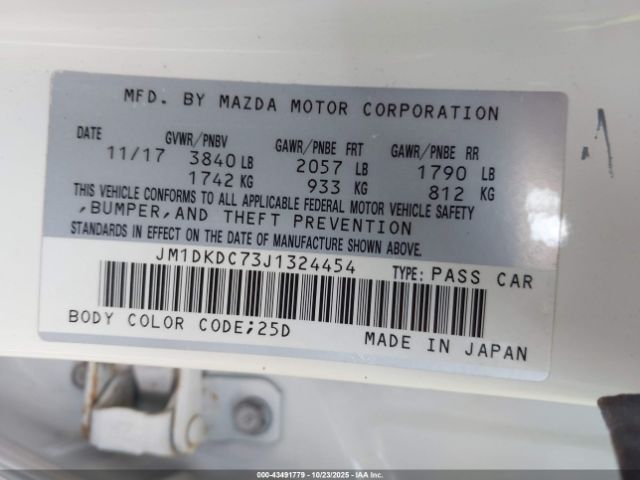 MFD. BY MAZDA MOTOR CORPORATION
DATE GVWR/PNBV GAWR/PNBE FRT GAWR/PNBE RR
11/17 3840 LB 2057 LB 1790 LB
1742 KG 933 KG 812 KG
THIS VEHICLE CONFORMS TO ALL APPLICABLE FEDERAL MOTOR VEHICLE SAFETY
,BUMPER,AND THEFT PREVENTION
STANDARDS IN EFFECT ON THE DATE OF MANUFACTURE SHOWN ABOVE.
JM1DKDC73J1324454 TYPE: PASS CAR
BODY COLOR CODE;25D MADE IN JAPAN
000-43491779 - 10/23/2025 - IAAI, Inc.